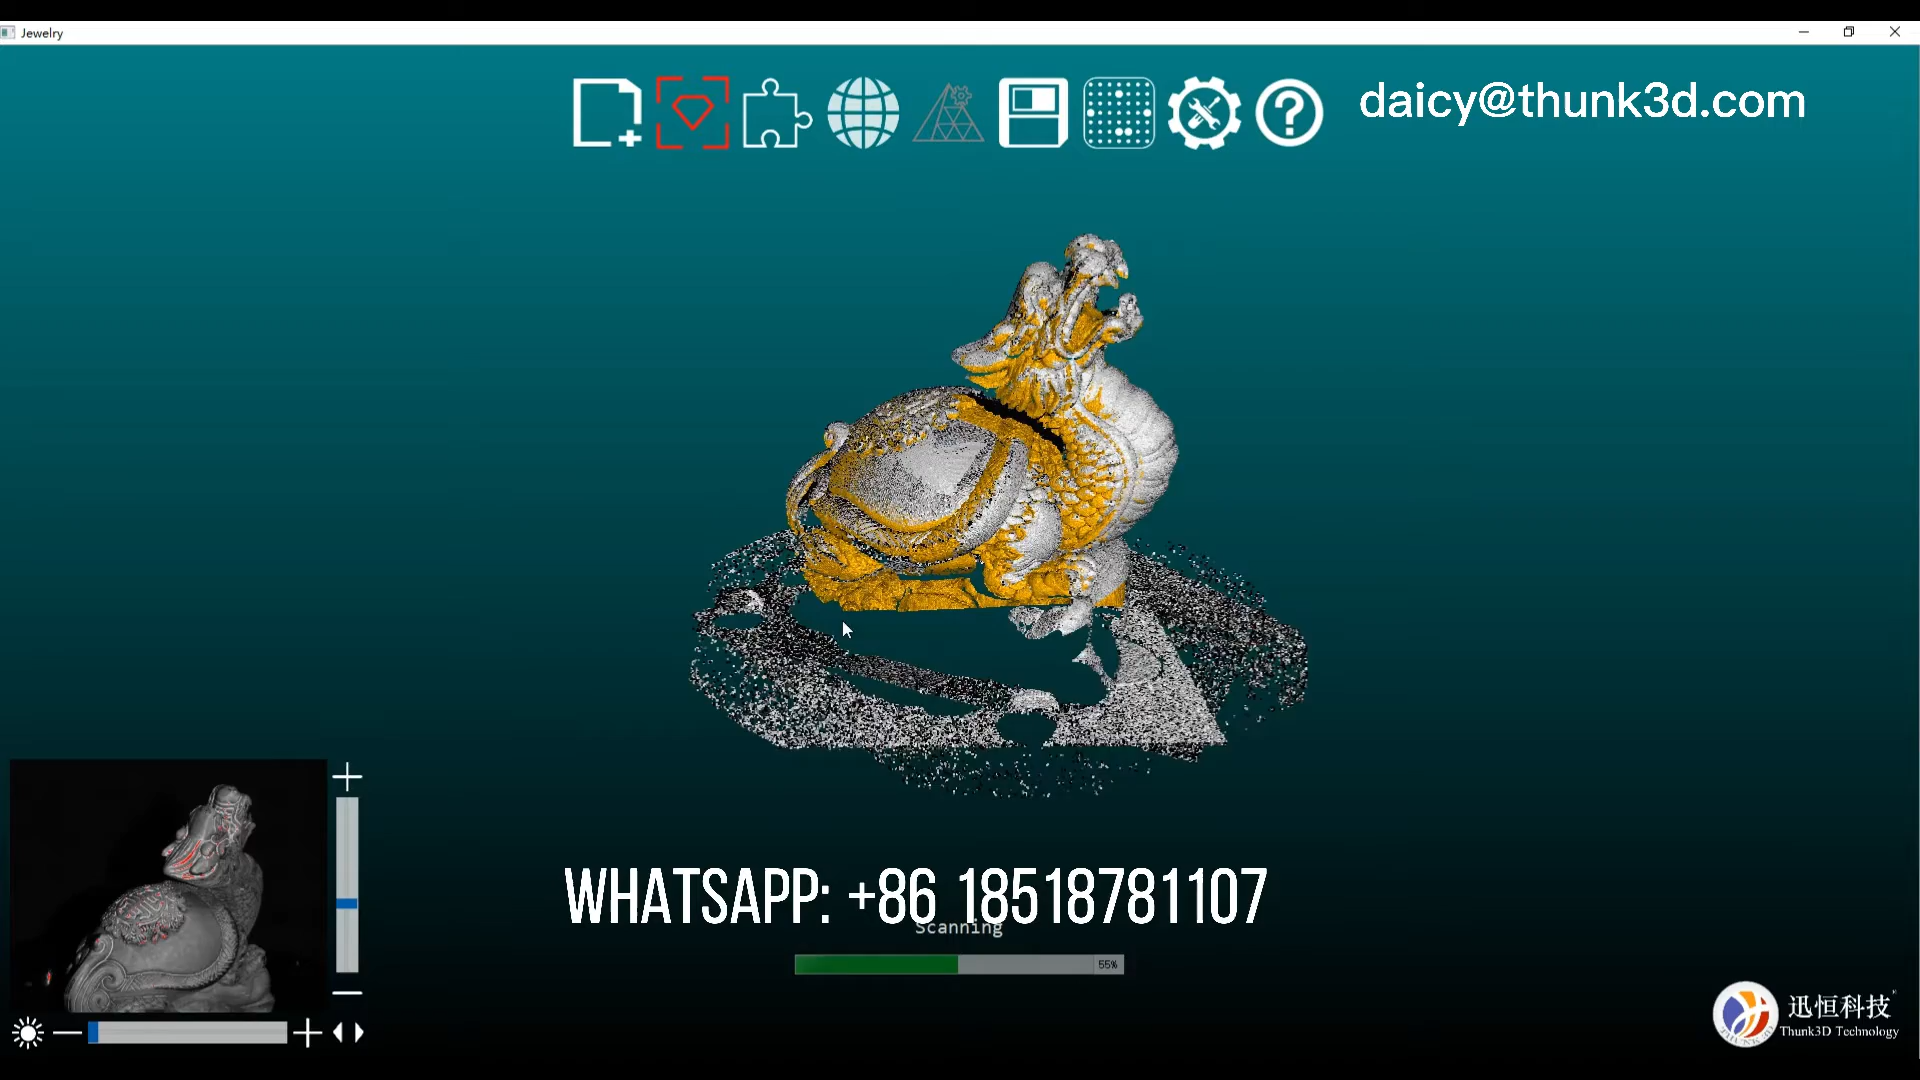 Jewelry
daicy@thunk3d.com
WHATSAPP: +86 18518781107
Scanning
55%
迅恒科技
Thunk3D Technology